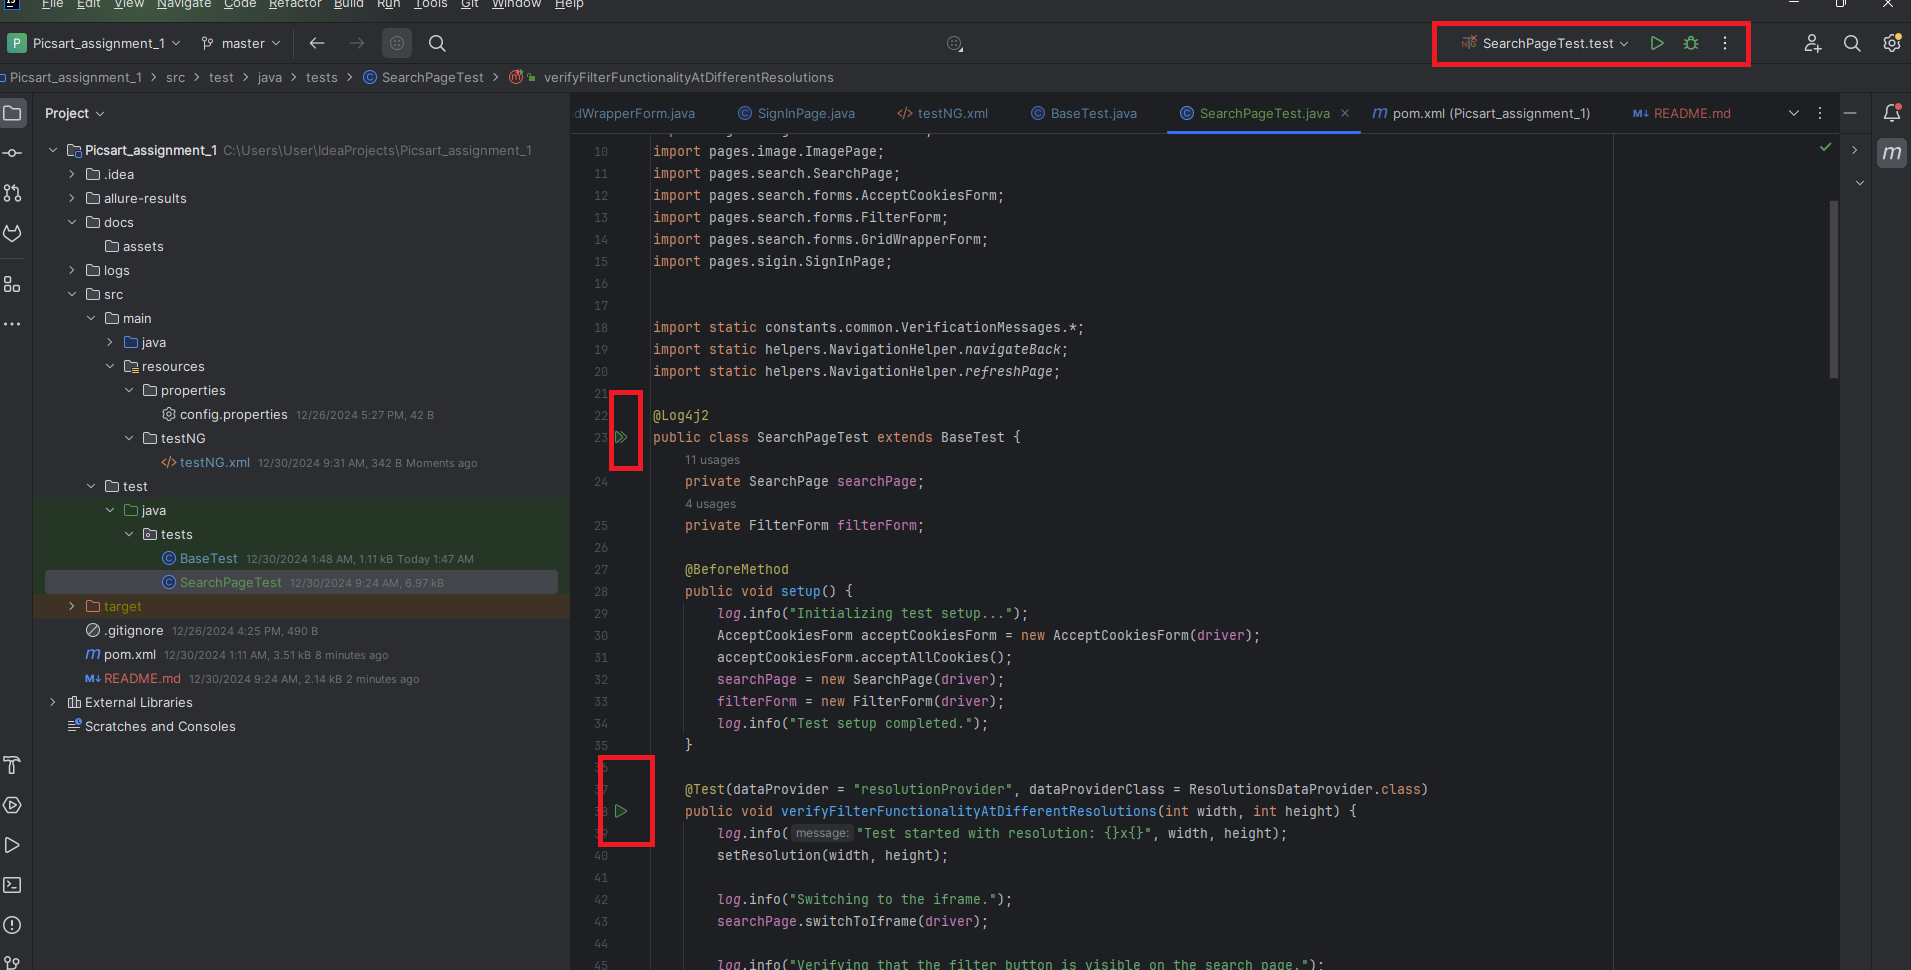 File Edit View Navigate Code Refactor Build Run Tools Git Window Help
P Picsart_assignment_1 master SearchPageTest.test
Picsart_assignment_1 > src > test > java > tests > SearchPageTest > verifyFilterFunctionalityAtDifferentResolutions
Project
dWrapperForm.java SignInPage.java testNG.xml BaseTest.java SearchPageTest.java pom.xml (Picsart_assignment_1) README.md
Picsart_assignment_1 C:\Users\User\IdeaProjects\Picsart_assignment_1
.idea
allure-results
docs
assets
logs
src
main
java
resources
properties
config.properties 12/26/2024 5:27 PM, 42 B
testNG
testNG.xml 12/30/2024 9:31 AM, 342 B Moments ago
test
java
tests
BaseTest 12/30/2024 1:48 AM, 1.11 kB Today 1:47 AM
SearchPageTest 12/30/2024 9:24 AM, 6.97 kB
target
.gitignore 12/26/2024 4:25 PM, 490 B
pom.xml 12/30/2024 1:11 AM, 3.51 kB 8 minutes ago
README.md 12/30/2024 9:24 AM, 2.14 kB 2 minutes ago
External Libraries
Scratches and Consoles
10 import pages.image.ImagePage;
11 import pages.search.SearchPage;
12 import pages.search.forms.AcceptCookiesForm;
13 import pages.search.forms.FilterForm;
14 import pages.search.forms.GridWrapperForm;
15 import pages.sigin.SignInPage;
16
17
18 import static constants.common.VerificationMessages.*;
19 import static helpers.NavigationHelper.navigateBack;
20 import static helpers.NavigationHelper.refreshPage;
21
22 @Log4j2
23 public class SearchPageTest extends BaseTest {
11 usages
24 private SearchPage searchPage;
4 usages
25 private FilterForm filterForm;
26
27 @BeforeMethod
28 public void setup() {
29 log.info("Initializing test setup...");
30 AcceptCookiesForm acceptCookiesForm = new AcceptCookiesForm(driver);
31 acceptCookiesForm.acceptAllCookies();
32 searchPage = new SearchPage(driver);
33 filterForm = new FilterForm(driver);
34 log.info("Test setup completed.");
35 }
36
37 @Test(dataProvider = "resolutionProvider", dataProviderClass = ResolutionsDataProvider.class)
38 public void verifyFilterFunctionalityAtDifferentResolutions(int width, int height) {
39 log.info( message: "Test started with resolution: {}x{}", width, height);
40 setResolution(width, height);
41
42 log.info("Switching to the iframe.");
43 searchPage.switchToIframe(driver);
44
45 log.info("Verifying that the filter button is visible on the search page.");